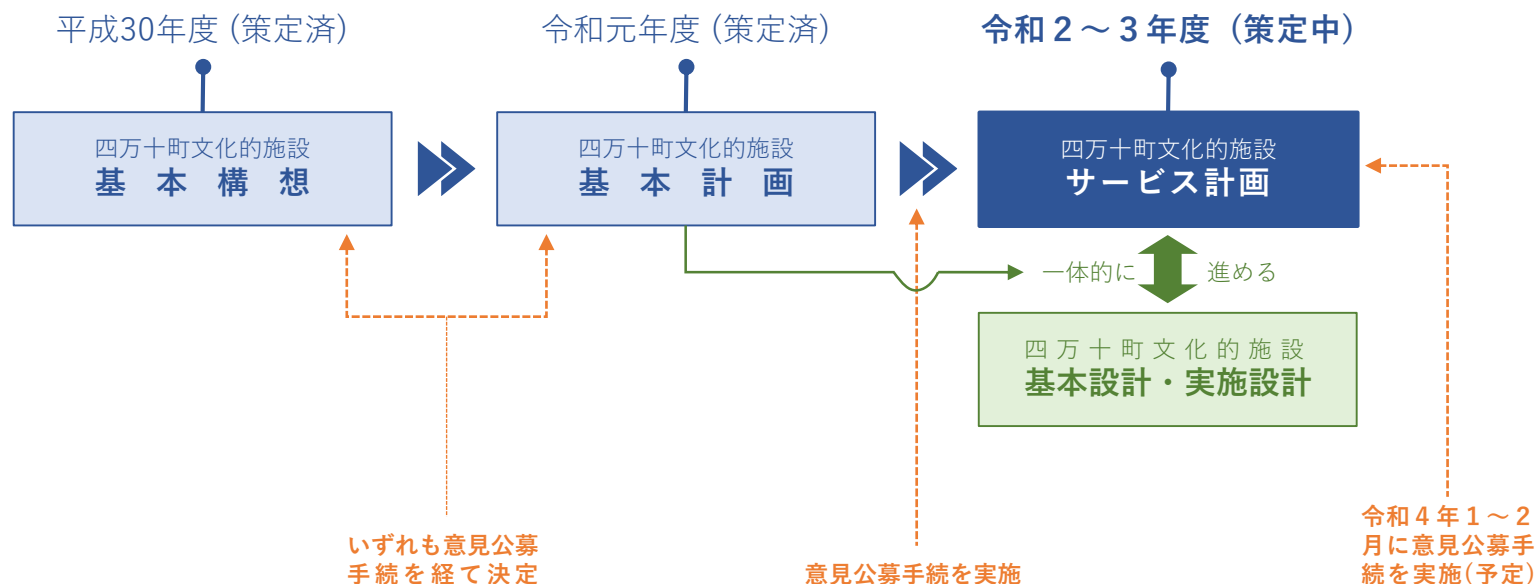 平成30年度 (策定済)
令和元年度 (策定済)
令和２～３年度 (策定中)
四万十町文化的施設
基本構想
四万十町文化的施設
基本計画
四万十町文化的施設
サービス計画
一体的に 進める
四万十町文化的施設
基本設計・実施設計
いずれも意見公募
手続を経て決定
意見公募手続を実施
令和４年１～２
月に意見公募手
続を実施(予定)